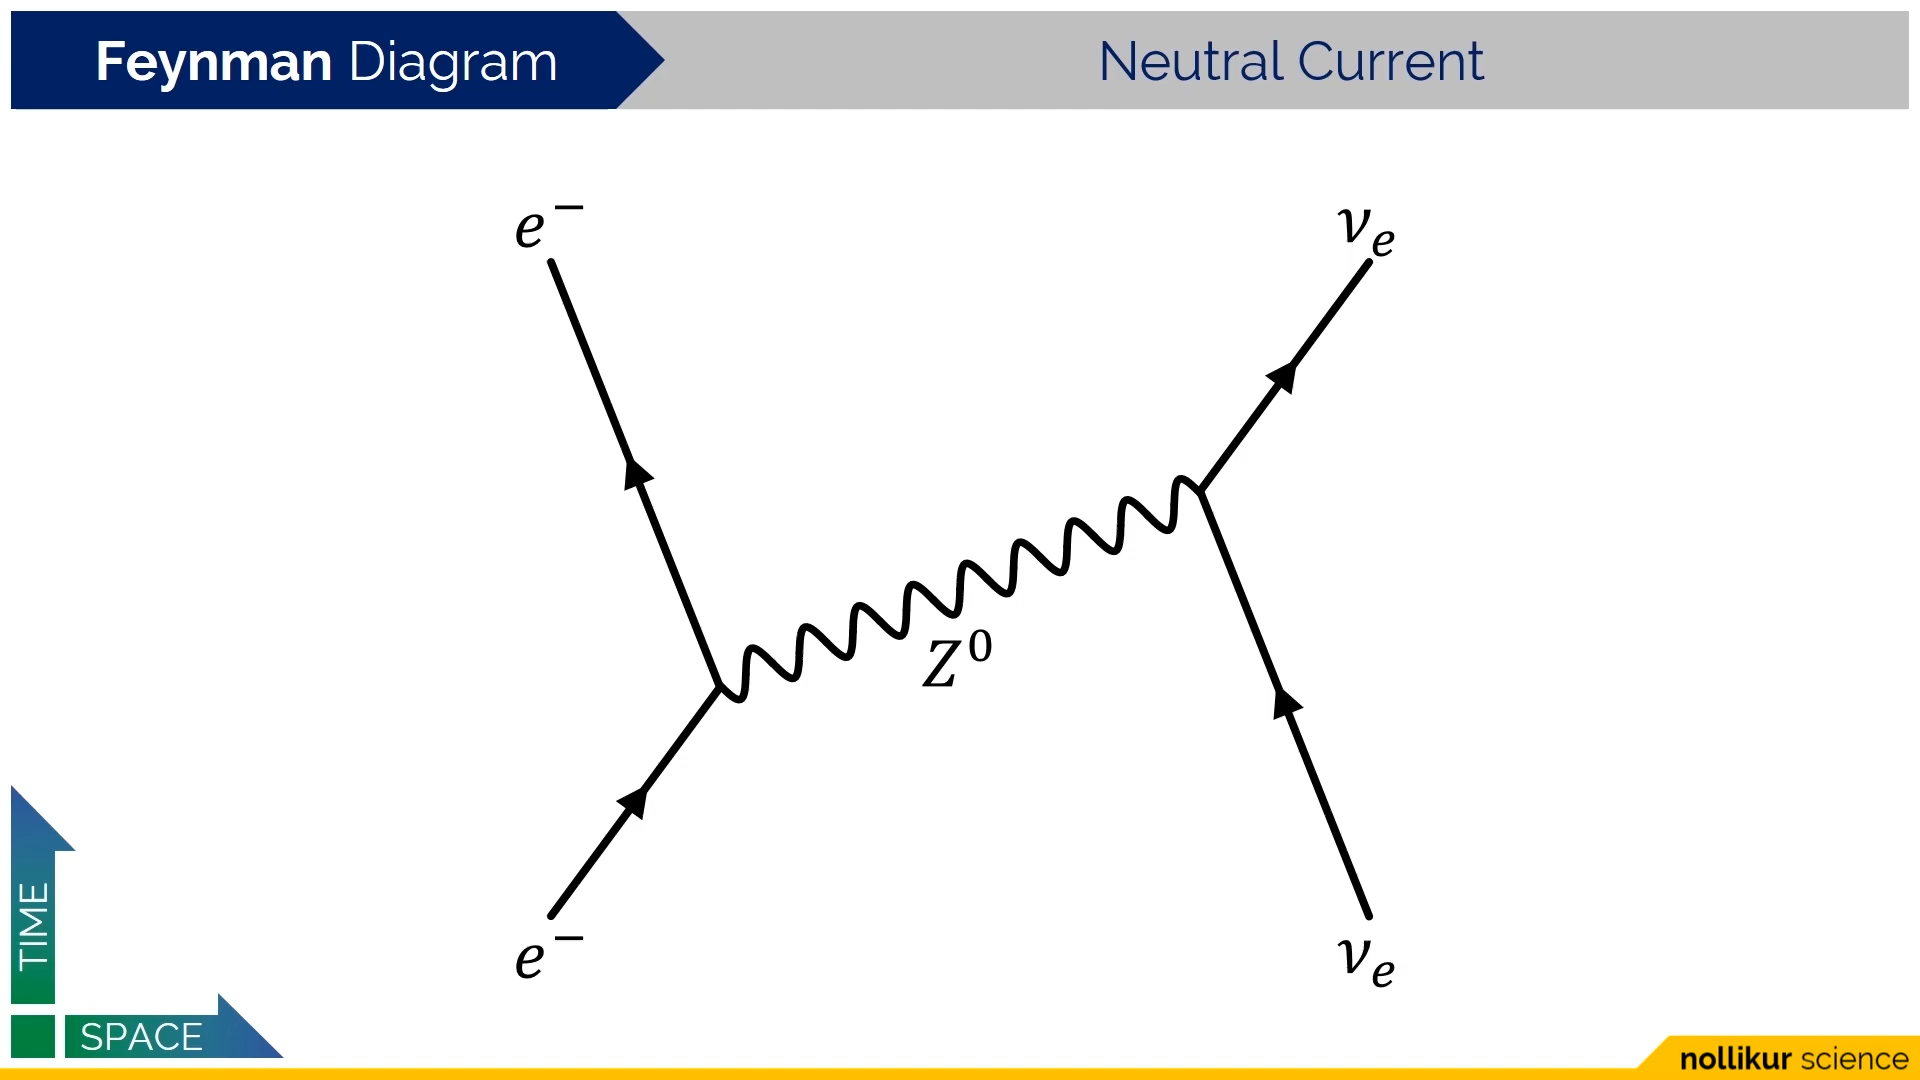 Feynman Diagram
Neutral Current
e⁻
νₑ
Z⁰
e⁻
νₑ
TIME
SPACE
nollikur science